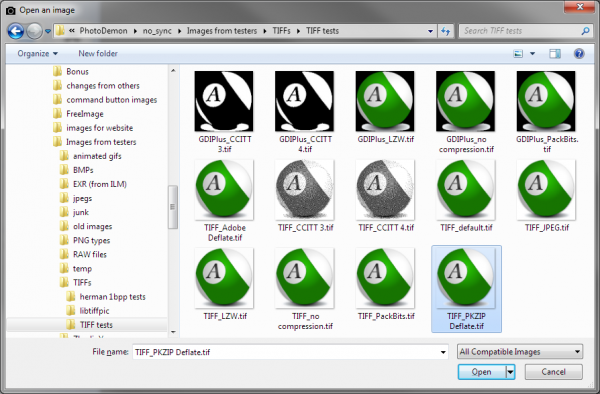 Open an image
« PhotoDemon ▸ no_sync ▸ Images from testers ▸ TIFFs ▸ TIFF tests
Search TIFF tests
Organize
New folder
Bonus
changes from others
command button images
FreeImage
images for website
Images from testers
animated gifs
BMPs
EXR (from ILM)
jpegs
junk
old images
PNG types
RAW files
temp
TIFFs
herman 1bpp tests
libtiffpic
TIFF tests
A A A A A
GDIPlus_CCITT GDIPlus_CCITT GDIPlus_LZW.tif GDIPlus_no GDIPlus_PackBits.
3.tif 4.tif compression.tif tif
A A A A A
TIFF_Adobe TIFF_CCITT 3.tif TIFF_CCITT 4.tif TIFF_default.tif TIFF_JPEG.tif
Deflate.tif
A A A A
TIFF_LZW.tif TIFF_no TIFF_PackBits.tif TIFF_PKZIP
compression.tif Deflate.tif
File name: TIFF_PKZIP Deflate.tif
All Compatible Images
Open
Cancel